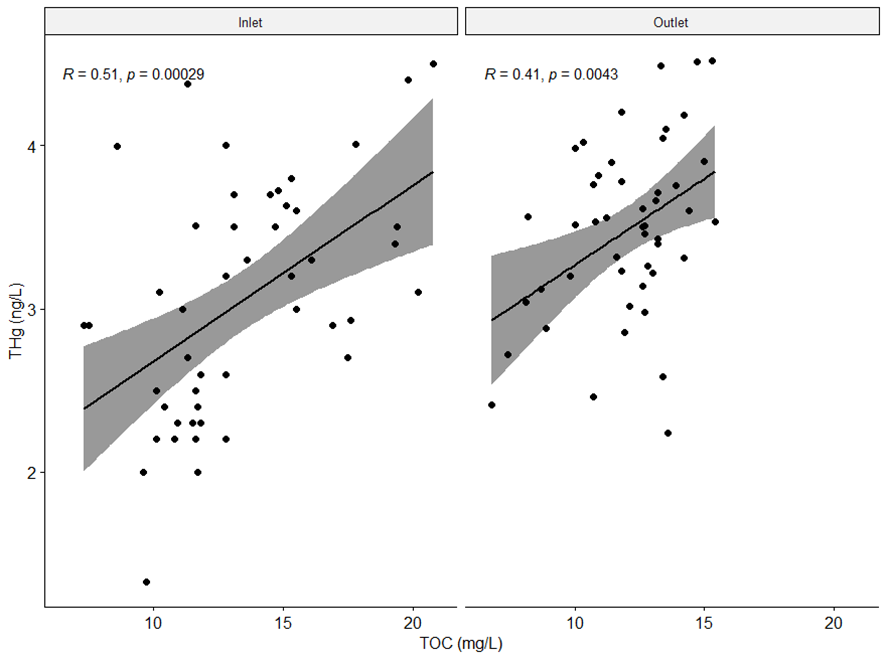 Inlet
Outlet
R = 0.51, p = 0.00029
R = 0.41, p = 0.0043
4
3
2
THg (ng/L)
10
15
20
10
15
20
TOC (mg/L)